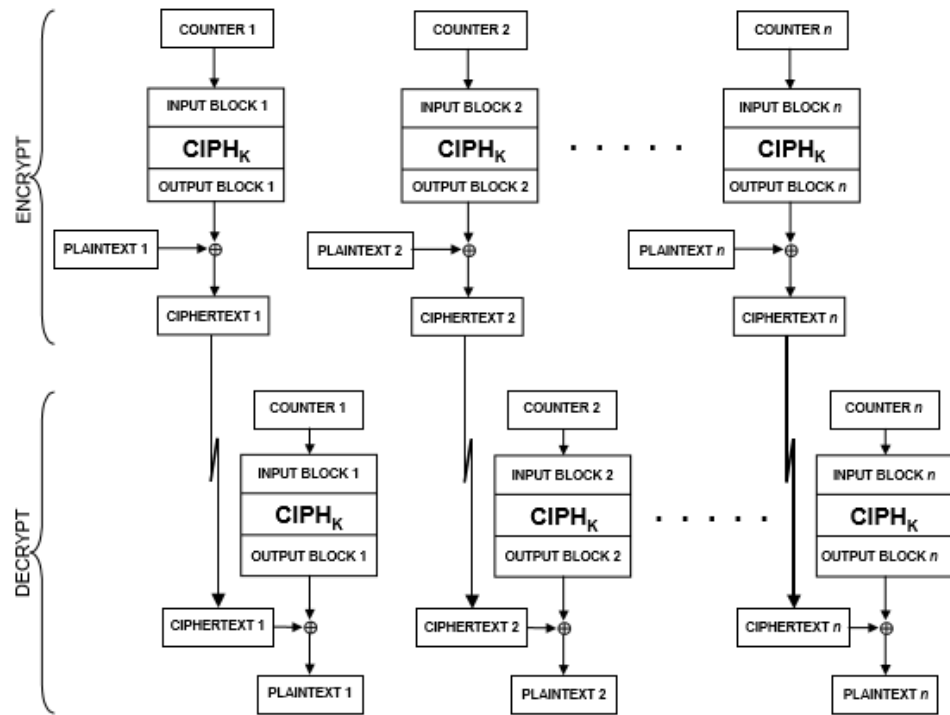 COUNTER 1
COUNTER 2
COUNTER n
INPUT BLOCK 1
INPUT BLOCK 2
INPUT BLOCK n
CIPHK
CIPHK
CIPHK
OUTPUT BLOCK 1
OUTPUT BLOCK 2
OUTPUT BLOCK n
ENCRYPT
PLAINTEXT 1
PLAINTEXT 2
PLAINTEXT n
CIPHERTEXT 1
CIPHERTEXT 2
CIPHERTEXT n
COUNTER 1
COUNTER 2
COUNTER n
INPUT BLOCK 1
INPUT BLOCK 2
INPUT BLOCK n
CIPHK
CIPHK
CIPHK
OUTPUT BLOCK 1
OUTPUT BLOCK 2
OUTPUT BLOCK n
DECRYPT
CIPHERTEXT 1
CIPHERTEXT 2
CIPHERTEXT n
PLAINTEXT 1
PLAINTEXT 2
PLAINTEXT n